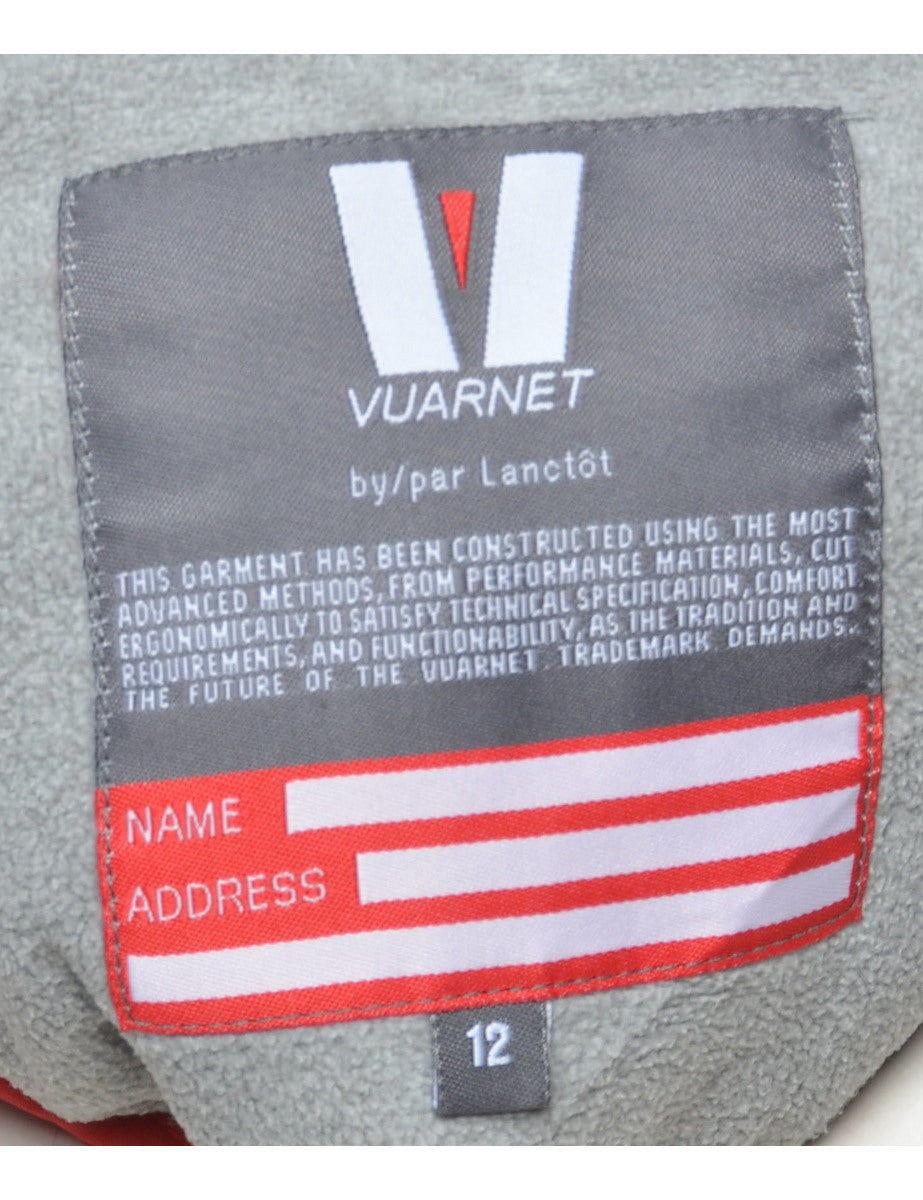 VUARNET
by/par Lanctôt
THIS GARMENT HAS BEEN CONSTRUCTED USING THE MOST
ADVANCED METHODS, FROM PERFORMANCE MATERIALS, CUT
ERGONOMICALLY TO SATISFY TECHNICAL SPECIFICATION, COMFORT
REQUIREMENTS, AND FUNCTIONABILITY, AS THE TRADITION AND
THE FUTURE OF THE VUARNET TRADEMARK DEMANDS.
NAME
ADDRESS
12